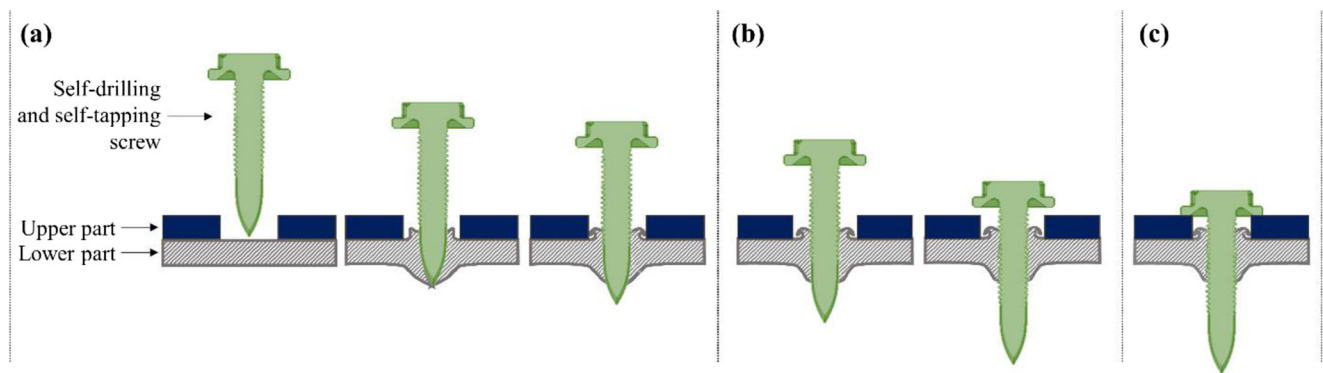 (a)
(b)
(c)
Self-drilling
and self-tapping
screw
Upper part
Lower part